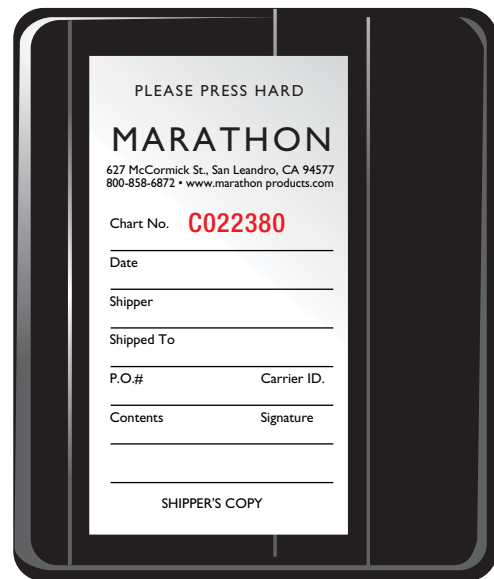 PLEASE PRESS HARD
MARATHON
627 McCormick St., San Leandro, CA 94577
800-858-6872 • www.marathon products.com
Chart No. C022380
Date
Shipper
Shipped To
P.O.# Carrier ID.
Contents Signature
SHIPPER'S COPY